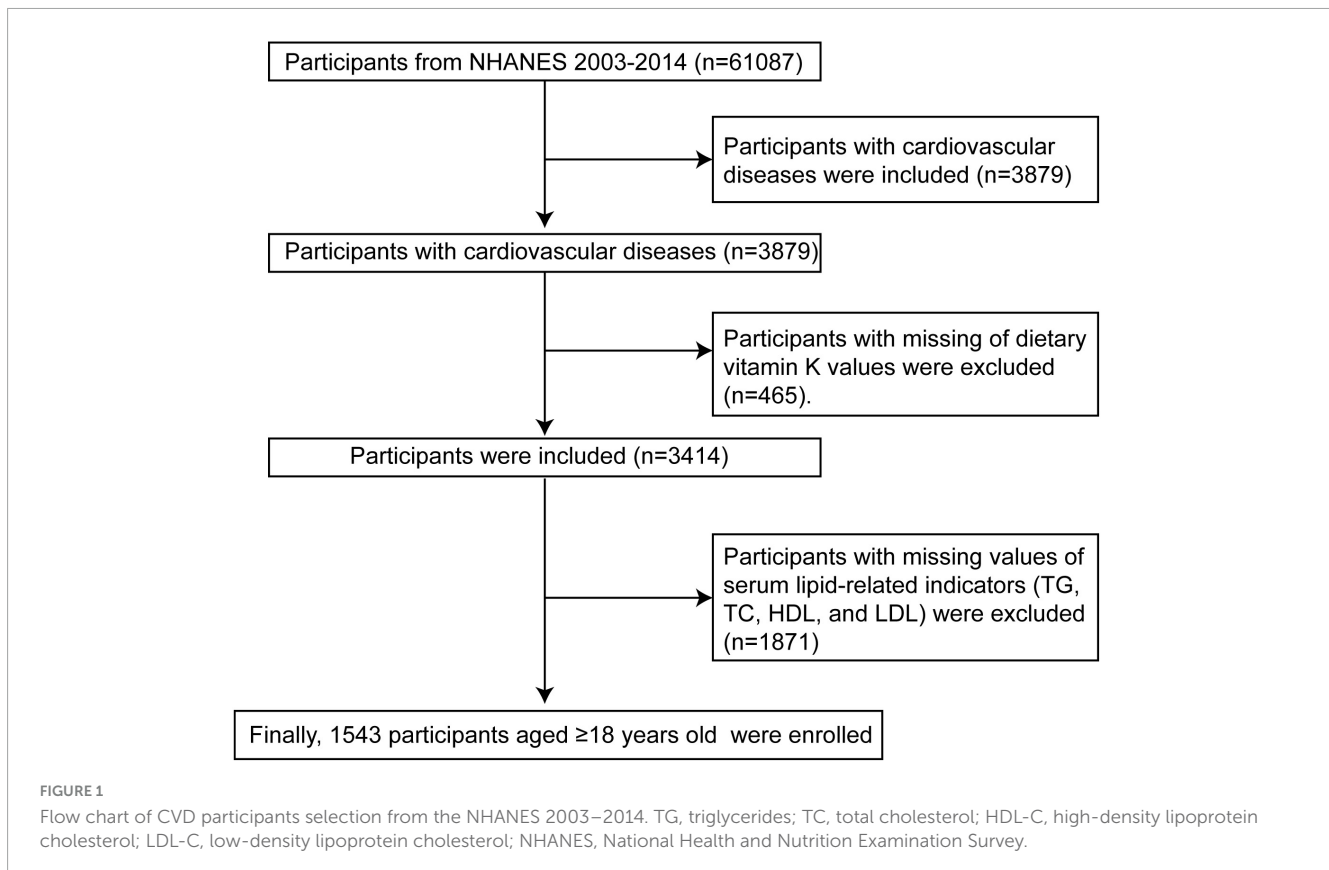 Participants from NHANES 2003-2014 (n=61087)
Participants with cardiovascular
diseases were included (n=3879)
Participants with cardiovascular diseases (n=3879)
Participants with missing of dietary
vitamin K values were excluded
(n=465).
Participants were included (n=3414)
Participants with missing values of
serum lipid-related indicators (TG,
TC, HDL, and LDL) were excluded
(n=1871)
Finally, 1543 participants aged ≥18 years old were enrolled
FIGURE 1
Flow chart of CVD participants selection from the NHANES 2003–2014. TG, triglycerides; TC, total cholesterol; HDL-C, high-density lipoprotein
cholesterol; LDL-C, low-density lipoprotein cholesterol; NHANES, National Health and Nutrition Examination Survey.